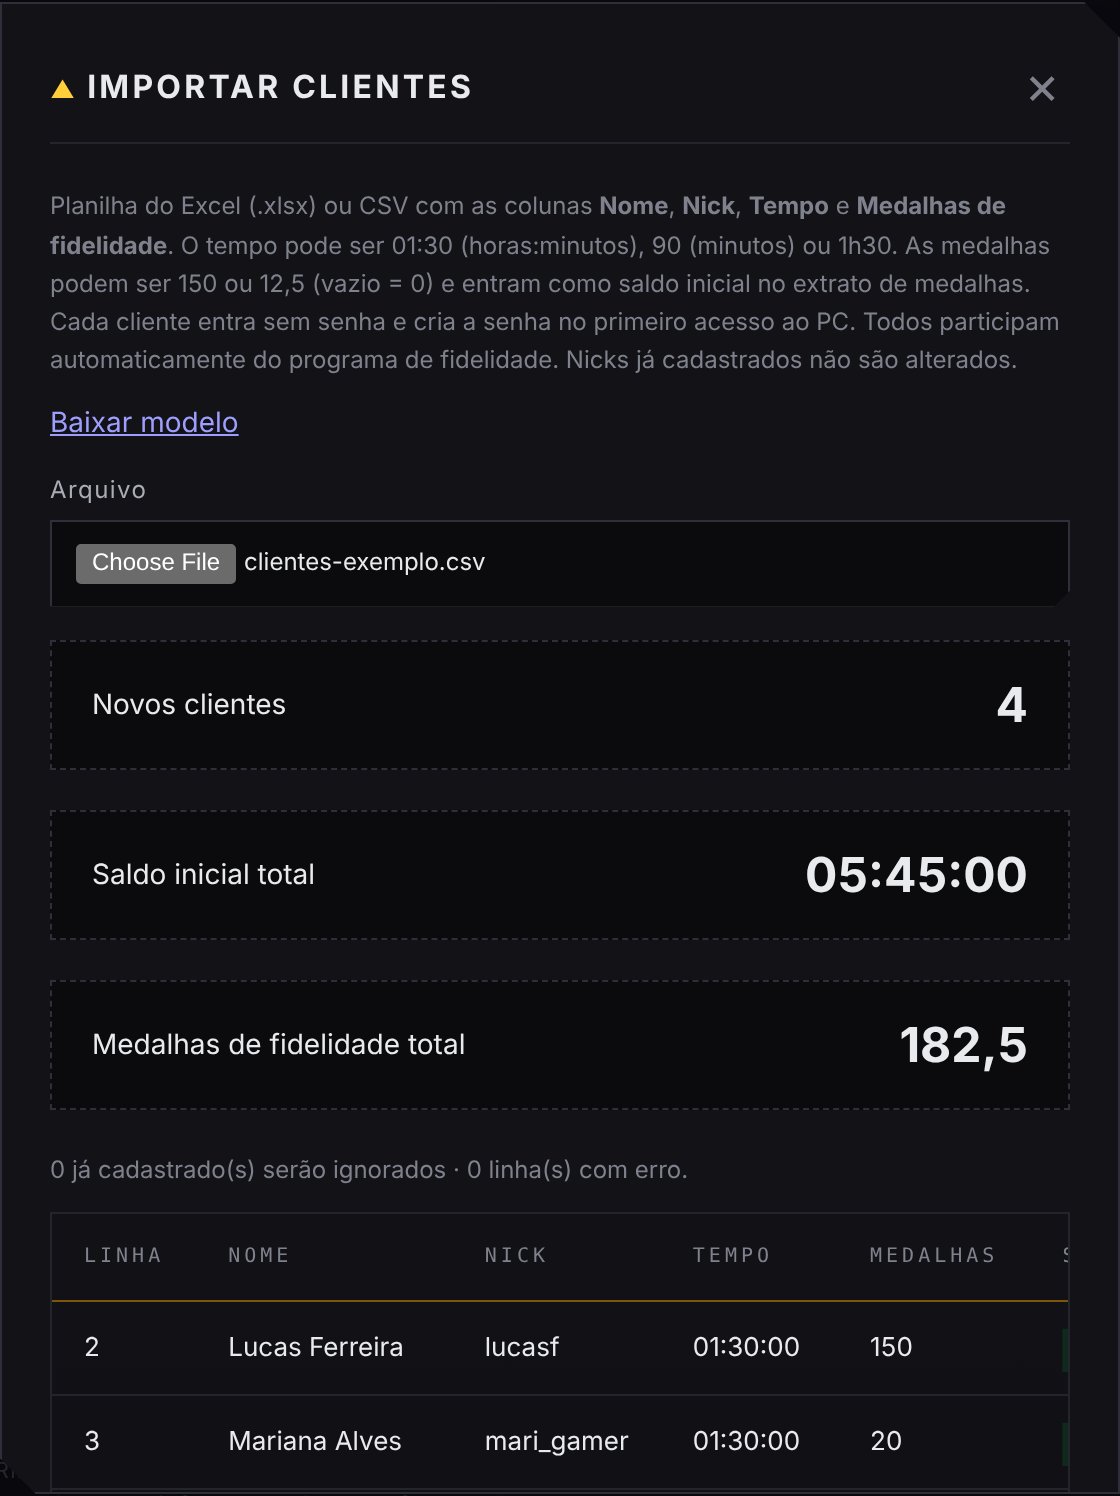 IMPORTAR CLIENTES
Planilha do Excel (.xlsx) ou CSV com as colunas Nome, Nick, Tempo e Medalhas de
fidelidade. O tempo pode ser 01:30 (horas:minutos), 90 (minutos) ou 1h30. As medalhas
podem ser 150 ou 12,5 (vazio = 0) e entram como saldo inicial no extrato de medalhas.
Cada cliente entra sem senha e cria a senha no primeiro acesso ao PC. Todos participam
automaticamente do programa de fidelidade. Nicks já cadastrados não são alterados.
Baixar modelo
Arquivo
Choose File clientes-exemplo.csv
Novos clientes 4
Saldo inicial total 05:45:00
Medalhas de fidelidade total 182,5
0 já cadastrado(s) serão ignorados · 0 linha(s) com erro.
LINHA NOME NICK TEMPO MEDALHAS
2 Lucas Ferreira lucasf 01:30:00 150
3 Mariana Alves mari_gamer 01:30:00 20